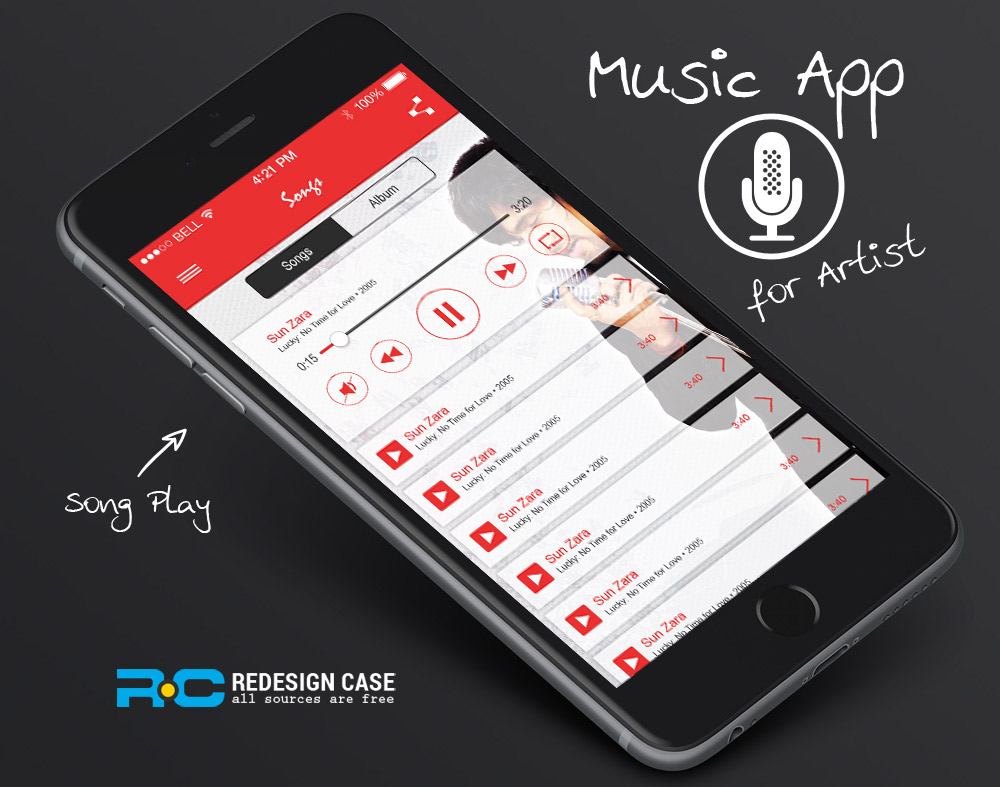 Music App
for Artist
BELL
4:21 PM
100%
Songs
Songs
Album
Sun Zara
Lucky: No Time for Love • 2005
0:15
3:20
Sun Zara
Lucky: No Time for Love • 2005
3:40
Sun Zara
Lucky: No Time for Love • 2005
3:40
Sun Zara
Lucky: No Time for Love • 2005
3:40
Sun Zara
Lucky: No Time for Love • 2005
3:40
Sun Zara
Lucky: No Time for Love • 2005
3:40
Sun Zara
Lucky: No Time for Love • 2005
3:40
Song Play
RC
REDESIGN CASE
all sources are free